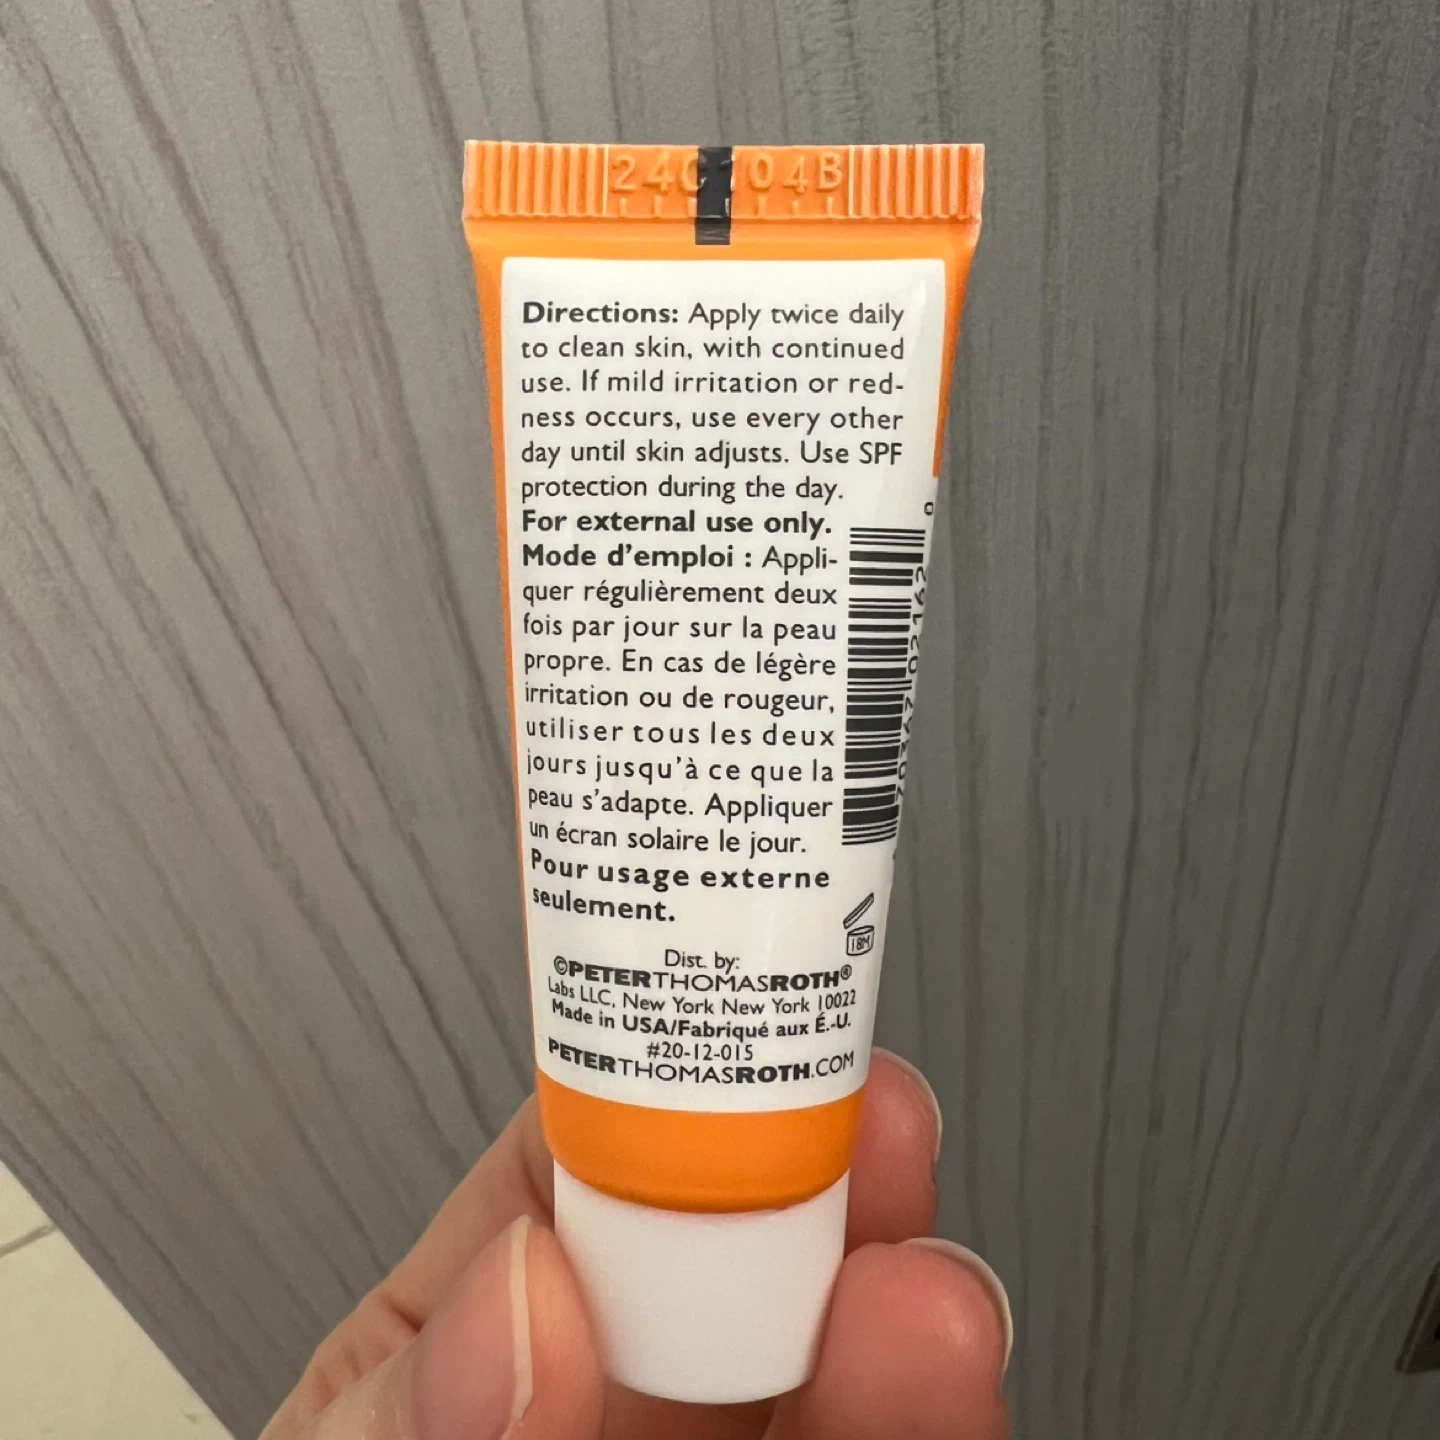 04B
Directions: Apply twice daily
to clean skin, with continued
use. If mild irritation or red-
ness occurs, use every other
day until skin adjusts. Use SPF
protection during the day.
For external use only.
Mode d'emploi : Appli-
quer régulièrement deux
fois par jour sur la peau
propre. En cas de légère
irritation ou de rougeur,
utiliser tous les deux
jours jusqu'à ce que la
peau s'adapte. Appliquer
un écran solaire le jour.
Pour usage externe
seulement.
18M
Dist. by:
©PETERTHOMASROTH®
Labs LLC, New York New York 10022
Made in USA/Fabriqué aux É.-U.
#20-12-015
PETERTHOMASROTH.COM